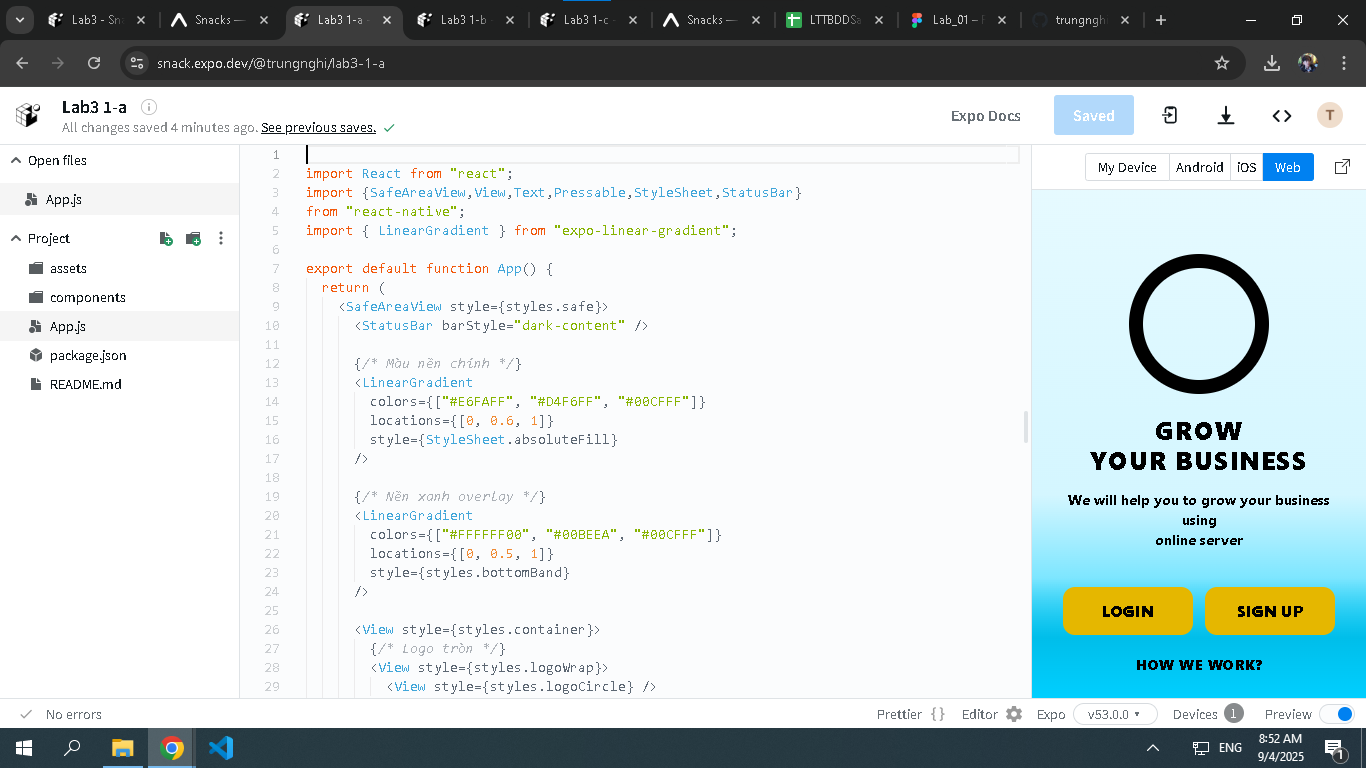 Lab3 - Sna
Snacks —
Lab3 1-a -
Lab3 1-b -
Lab3 1-c -
Snacks —
LTTBDDSa
Lab_01 – F
trungngh
snack.expo.dev/@trungnghi/lab3-1-a
Lab3 1-a
All changes saved 4 minutes ago. See previous saves.
Expo Docs
Saved
T
Open files
App.js
Project
assets
components
App.js
package.json
README.md
1
2 import React from "react";
3 import {SafeAreaView,View,Text,Pressable,StyleSheet,StatusBar}
4 from "react-native";
5 import { LinearGradient } from "expo-linear-gradient";
6
7 export default function App() {
8 return (
9 <SafeAreaView style={styles.safe}>
10 <StatusBar barStyle="dark-content" />
11
12 {/* Màu nền chính */}
13 <LinearGradient
14 colors={["#E6FAFF", "#D4F6FF", "#00CFFF"]}
15 locations={[0, 0.6, 1]}
16 style={StyleSheet.absoluteFill}
17 />
18
19 {/* Nền xanh overlay */}
20 <LinearGradient
21 colors={["#FFFFFF00", "#00BEEA", "#00CFFF"]}
22 locations={[0, 0.5, 1]}
23 style={styles.bottomBand}
24 />
25
26 <View style={styles.container}>
27 {/* Logo tròn */}
28 <View style={styles.logoWrap}>
29 <View style={styles.logoCircle} />
My Device
Android
iOS
Web
GROW
YOUR BUSINESS
We will help you to grow your business
using
online server
LOGIN
SIGN UP
HOW WE WORK?
No errors
Prettier {}
Editor
Expo
v53.0.0
Devices 1
Preview
ENG
8:52 AM
9/4/2025
1